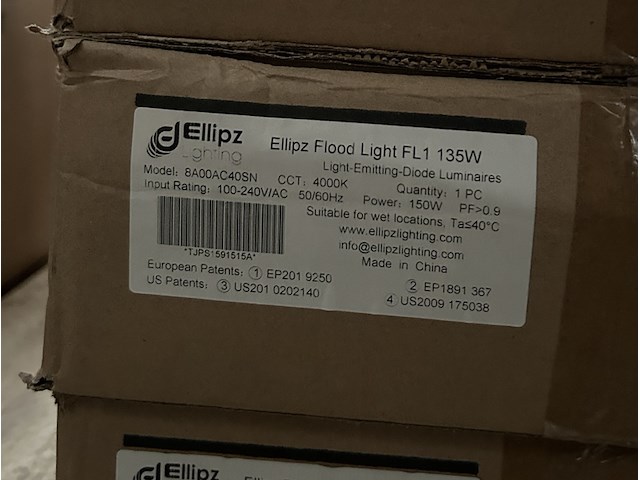 Ellipz
Lighting
Ellipz Flood Light FL1 135W
Light-Emitting-Diode Luminaires
Model: 8A00AC40SN CCT: 4000K Quantity: 1 PC
Input Rating: 100-240V/AC 50/60Hz Power: 150W PF>0.9
Suitable for wet locations, Ta≤40°C
www.ellipzlighting.com
info@ellipzlighting.com
*TJPS1591515A*
Made in China
European Patents: ① EP201 9250 ② EP1891 367
US Patents: ③ US201 0202140 ④ US2009 175038
Ellipz